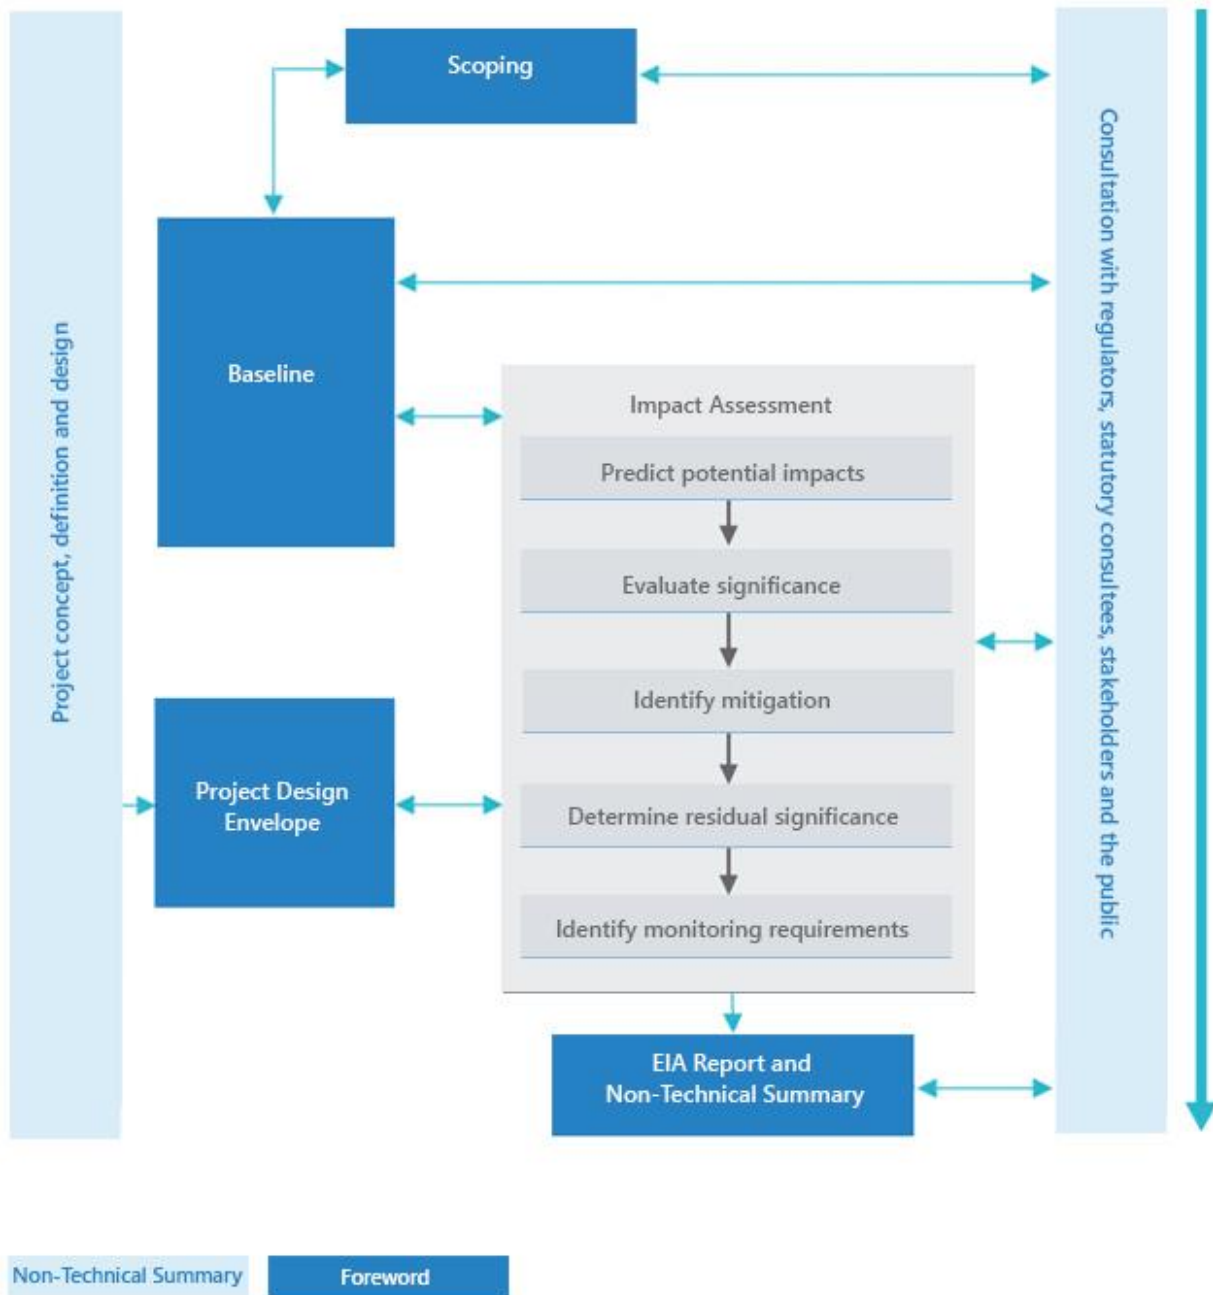 Scoping
Project concept, definition and design
Consultation with regulators, statutory consultees, stakeholders and the public
Baseline
Impact Assessment
Predict potential impacts
Evaluate significance
Identify mitigation
Project Design
Envelope
Determine residual significance
Identify monitoring requirements
EIA Report and
Non-Technical Summary
Non-Technical Summary
Foreword